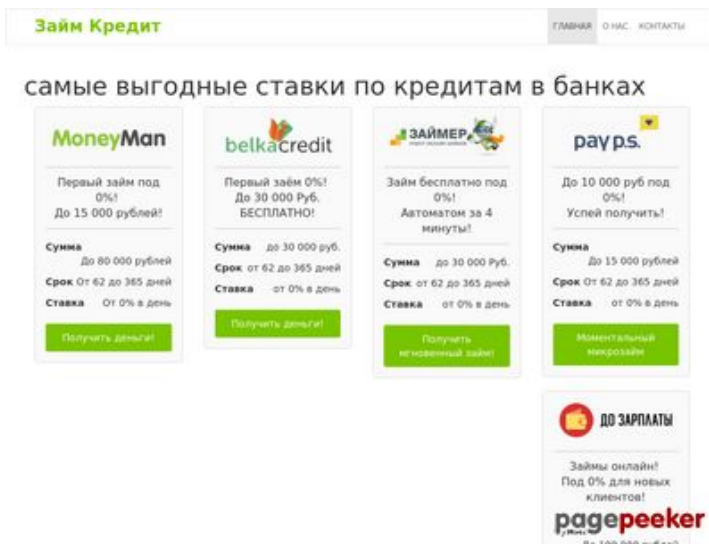 Займ Кредит
ГЛАВНАЯ О НАС КОНТАКТЫ
самые выгодные ставки по кредитам в банках
MoneyMan
Первый займ под
0%!
До 15 000 рублей!
Сумма
До 80 000 рублей
Срок От 62 до 365 дней
Ставка От 0% в день
Получить деньги!
belkacredit
Первый заём 0%!
До 30 000 Руб.
БЕСПЛАТНО!
Сумма до 30 000 руб.
Срок от 62 до 365 дней
Ставка от 0% в день
Получить деньги!
ЗАЙМЕР
Займ бесплатно под
0%!
Автоматом за 4
минуты!
Сумма до 30 000 Руб.
Срок от 62 до 365 дней
Ставка от 0% в день
Получить
мгновенный займ!
pay p.s.
До 10 000 руб под
0%!
Успей получить!
Сумма
До 15 000 рублей
Срок От 62 до 365 дней
Ставка от 0% в день
Моментальный
микрозайм
ДО ЗАРПЛАТЫ
Займы онлайн!
Под 0% для новых
клиентов!
pagepeeker
До 100 000 рублей